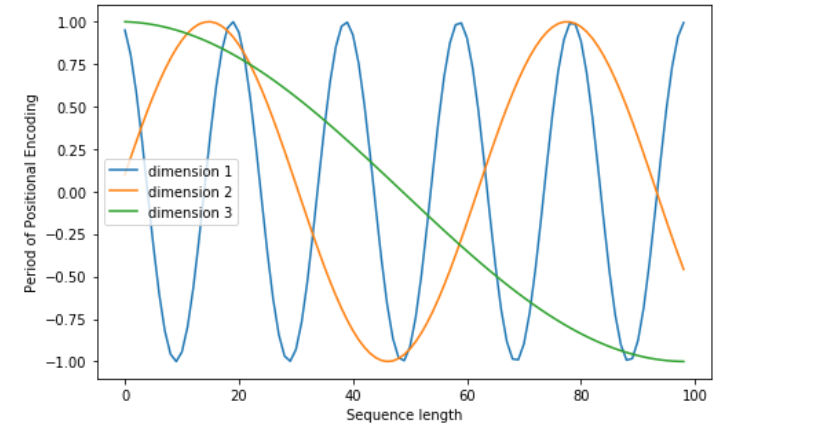 1.00
0.75
0.50
0.25
0.00
−0.25
−0.50
−0.75
−1.00
Period of Positional Encoding
dimension 1
dimension 2
dimension 3
0 20 40 60 80 100
Sequence length